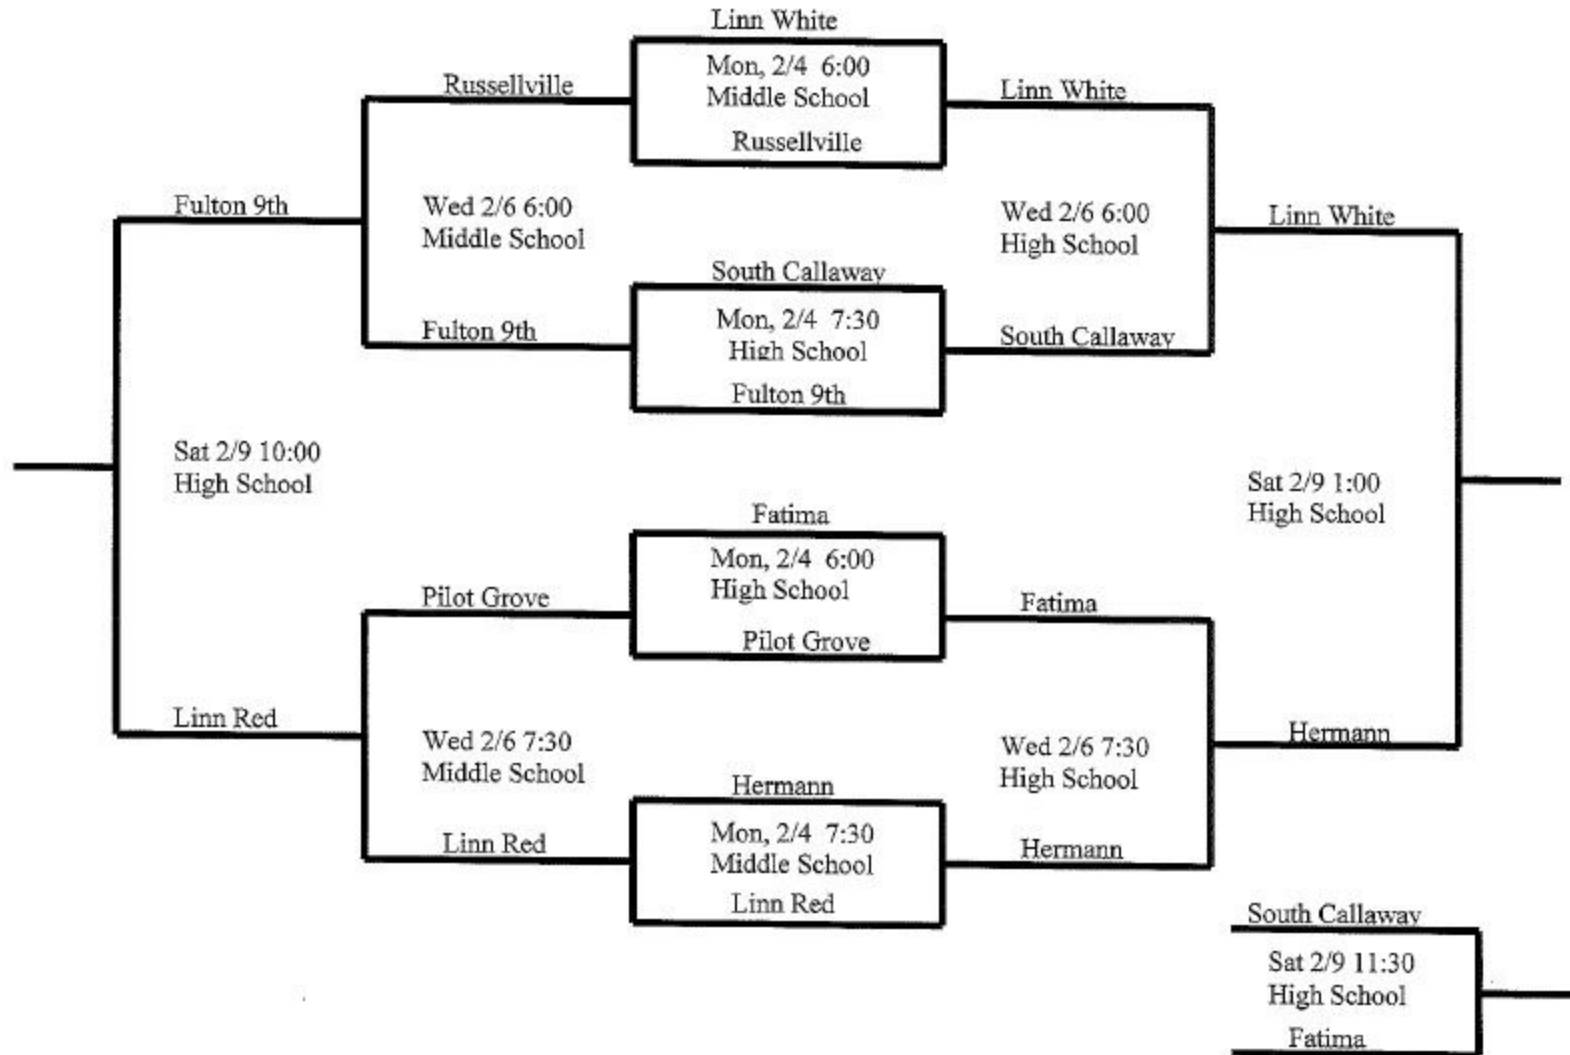 Linn White
Mon, 2/4 6:00
Middle School
Russellville
Russellville
Linn White
Fulton 9th
Wed 2/6 6:00
Middle School
Wed 2/6 6:00
High School
Linn White
South Callaway
Mon, 2/4 7:30
High School
Fulton 9th
Fulton 9th
South Callaway
Sat 2/9 10:00
High School
Sat 2/9 1:00
High School
Fatima
Mon, 2/4 6:00
High School
Pilot Grove
Pilot Grove
Fatima
Linn Red
Wed 2/6 7:30
Middle School
Wed 2/6 7:30
High School
Hermann
Hermann
Mon, 2/4 7:30
Middle School
Linn Red
Linn Red
Hermann
South Callaway
Sat 2/9 11:30
High School
Fatima